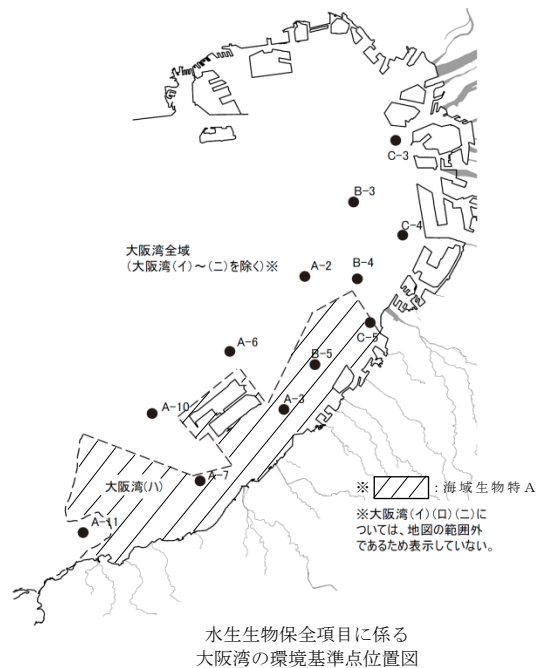 C-3
B-3
C-4
大阪湾全域
(大阪湾(イ)～(ニ)を除く)※
A-2
B-4
C-5
A-6
B-5
A-3
A-10
A-7
大阪湾(ハ)
A-11
※ : 海域生物特A
※大阪湾(イ)(ロ)(ニ)に
ついては、地図の範囲外
であるため表示していない。
水生生物保全項目に係る
大阪湾の環境基準点位置図